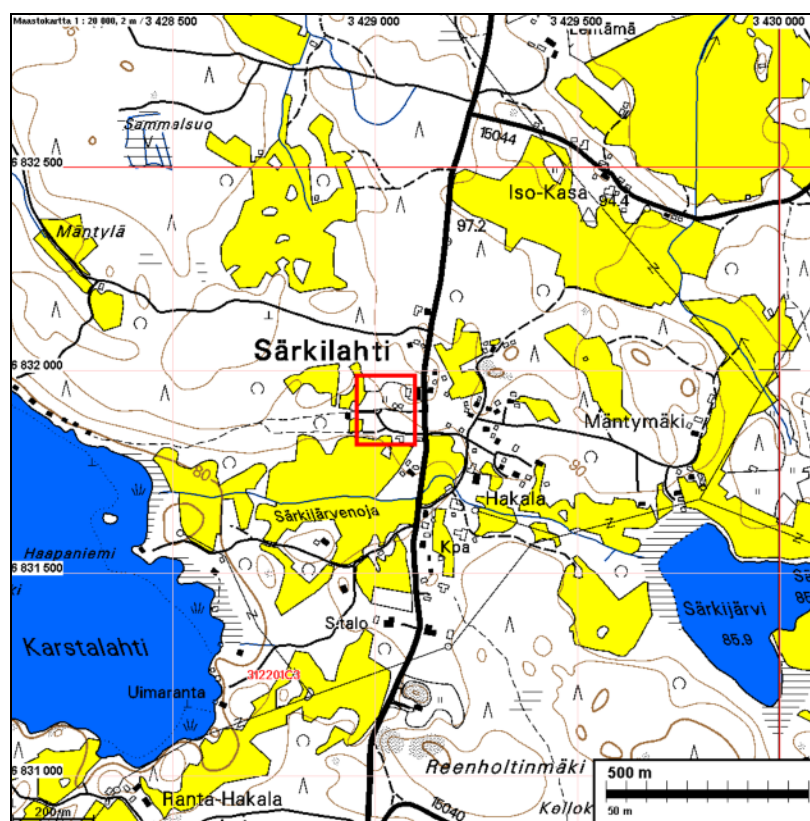 Maastokartta 1 : 20 000, 2 m / 3 428 500
3 429 000
3 429 500
3 430 000
Lehtämä
Sammalsuo
15044
6 832 500
Iso-Kasa
94.4
97.2
Mäntylä
Särkilahti
6 832 000
Mäntymäki
80
90
Hakala
Särkijärvenoja
Haapaniemi
Kpa
6 831 500
Särkijärvi
85.9
Karstalahti
S-talo
312201C3
Uimaranta
Reenholtinmäki
500 m
6 831 000
Ranta-Hakala
15040
Kellok
50 m
200 m